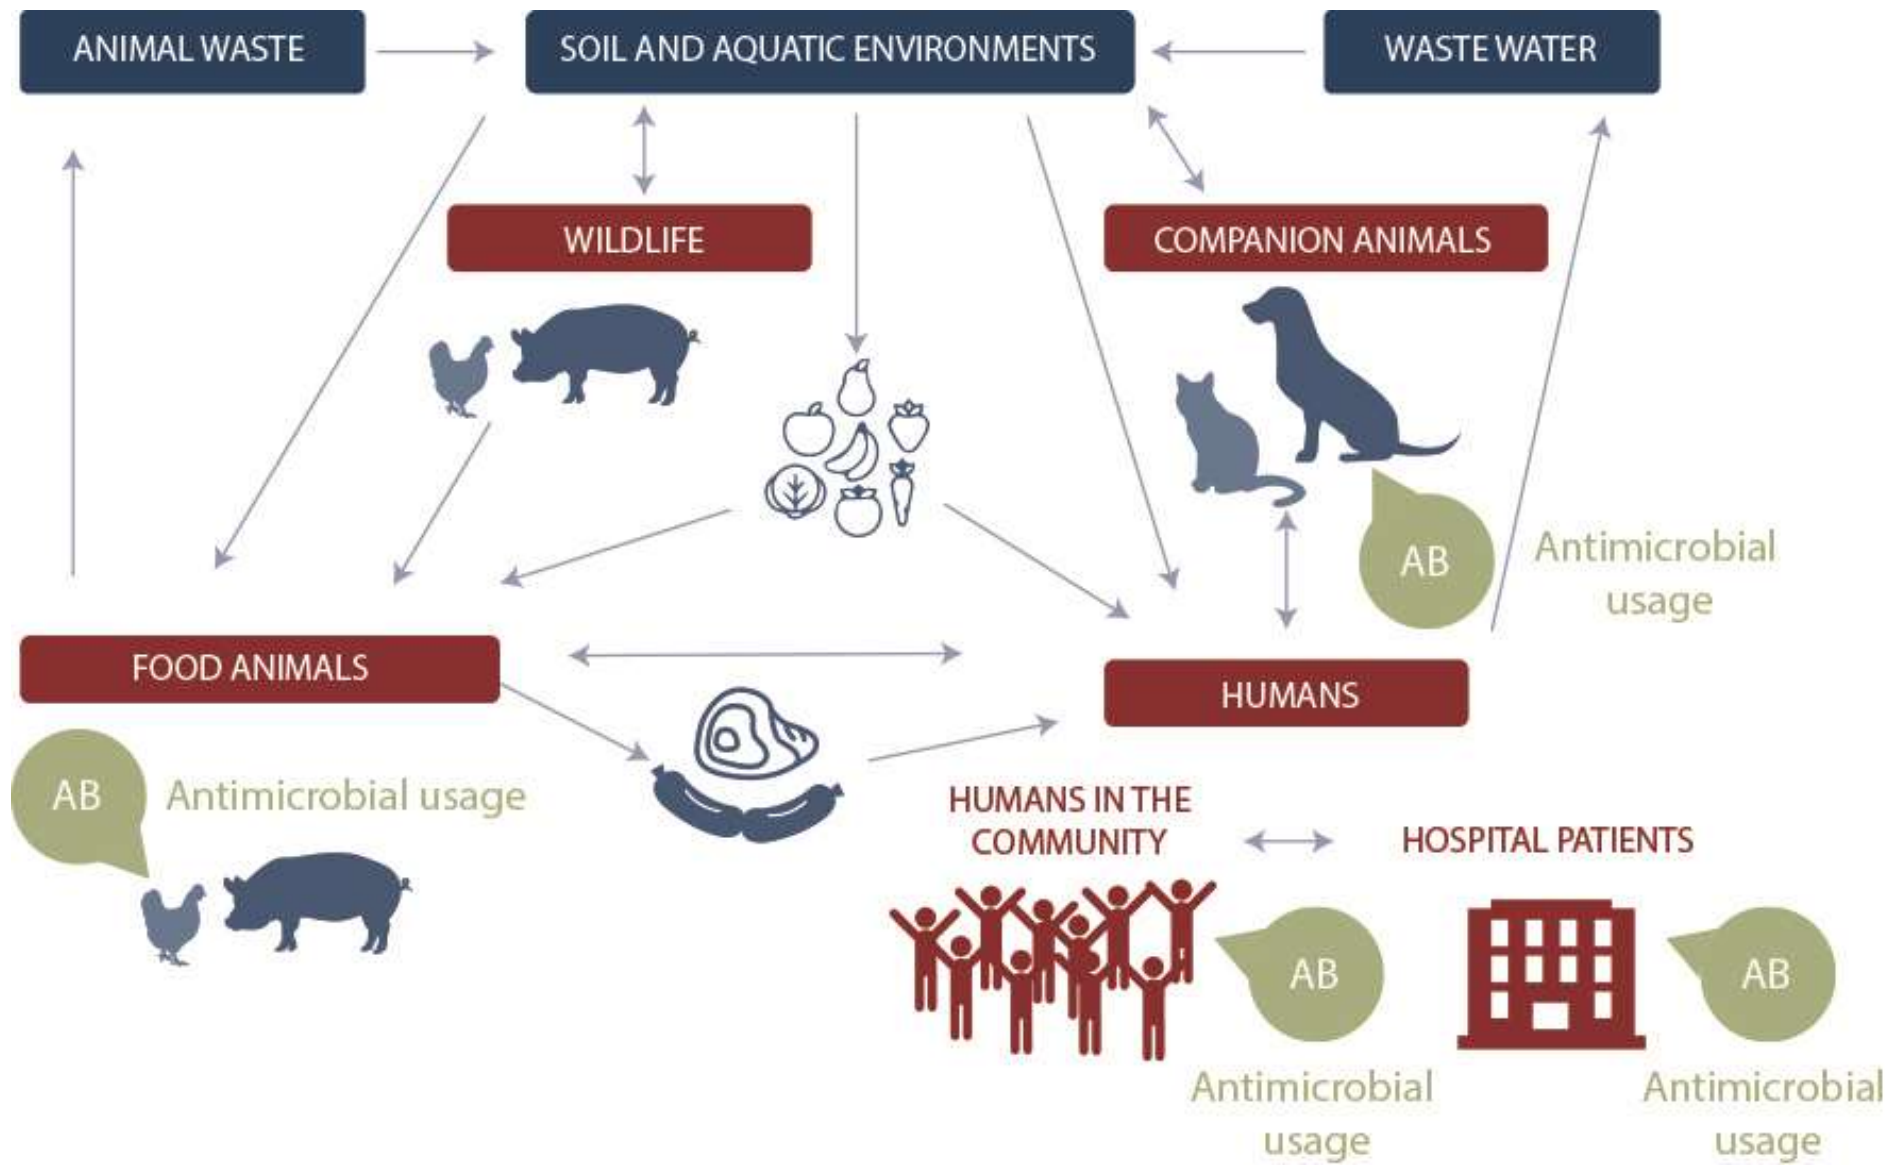 ANIMAL WASTE
SOIL AND AQUATIC ENVIRONMENTS
WASTE WATER
WILDLIFE
COMPANION ANIMALS
AB
Antimicrobial
usage
FOOD ANIMALS
HUMANS
AB
Antimicrobial usage
HUMANS IN THE
COMMUNITY
HOSPITAL PATIENTS
AB
Antimicrobial
usage
AB
Antimicrobial
usage